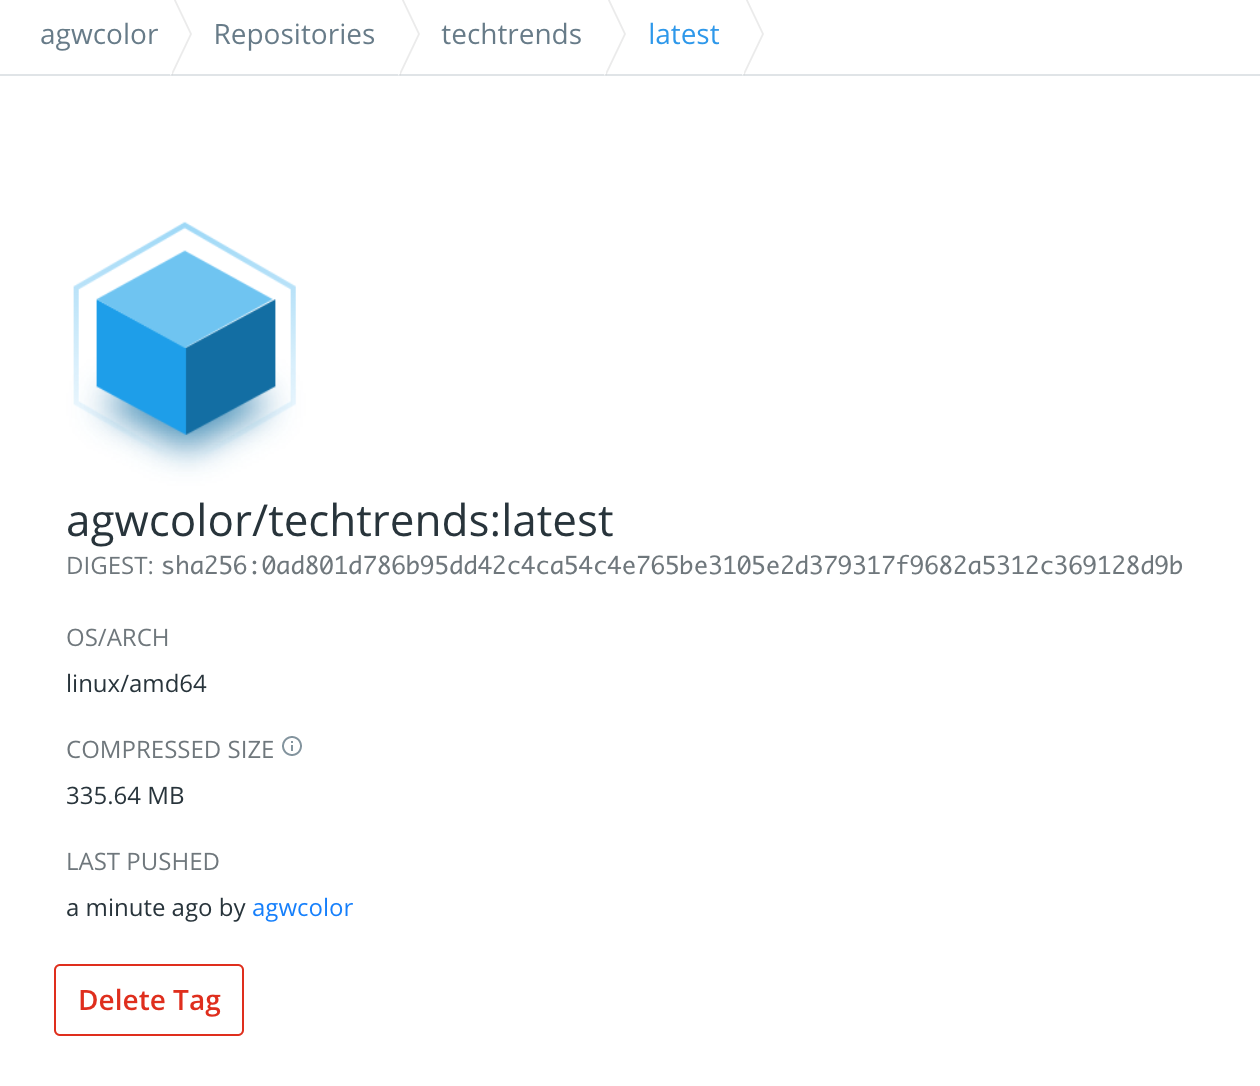 agwcolor Repositories techtrends latest
agwcolor/techtrends:latest
DIGEST: sha256:0ad801d786b95dd42c4ca54c4e765be3105e2d379317f9682a5312c369128d9b
OS/ARCH
linux/amd64
COMPRESSED SIZE
335.64 MB
LAST PUSHED
a minute ago by agwcolor
Delete Tag